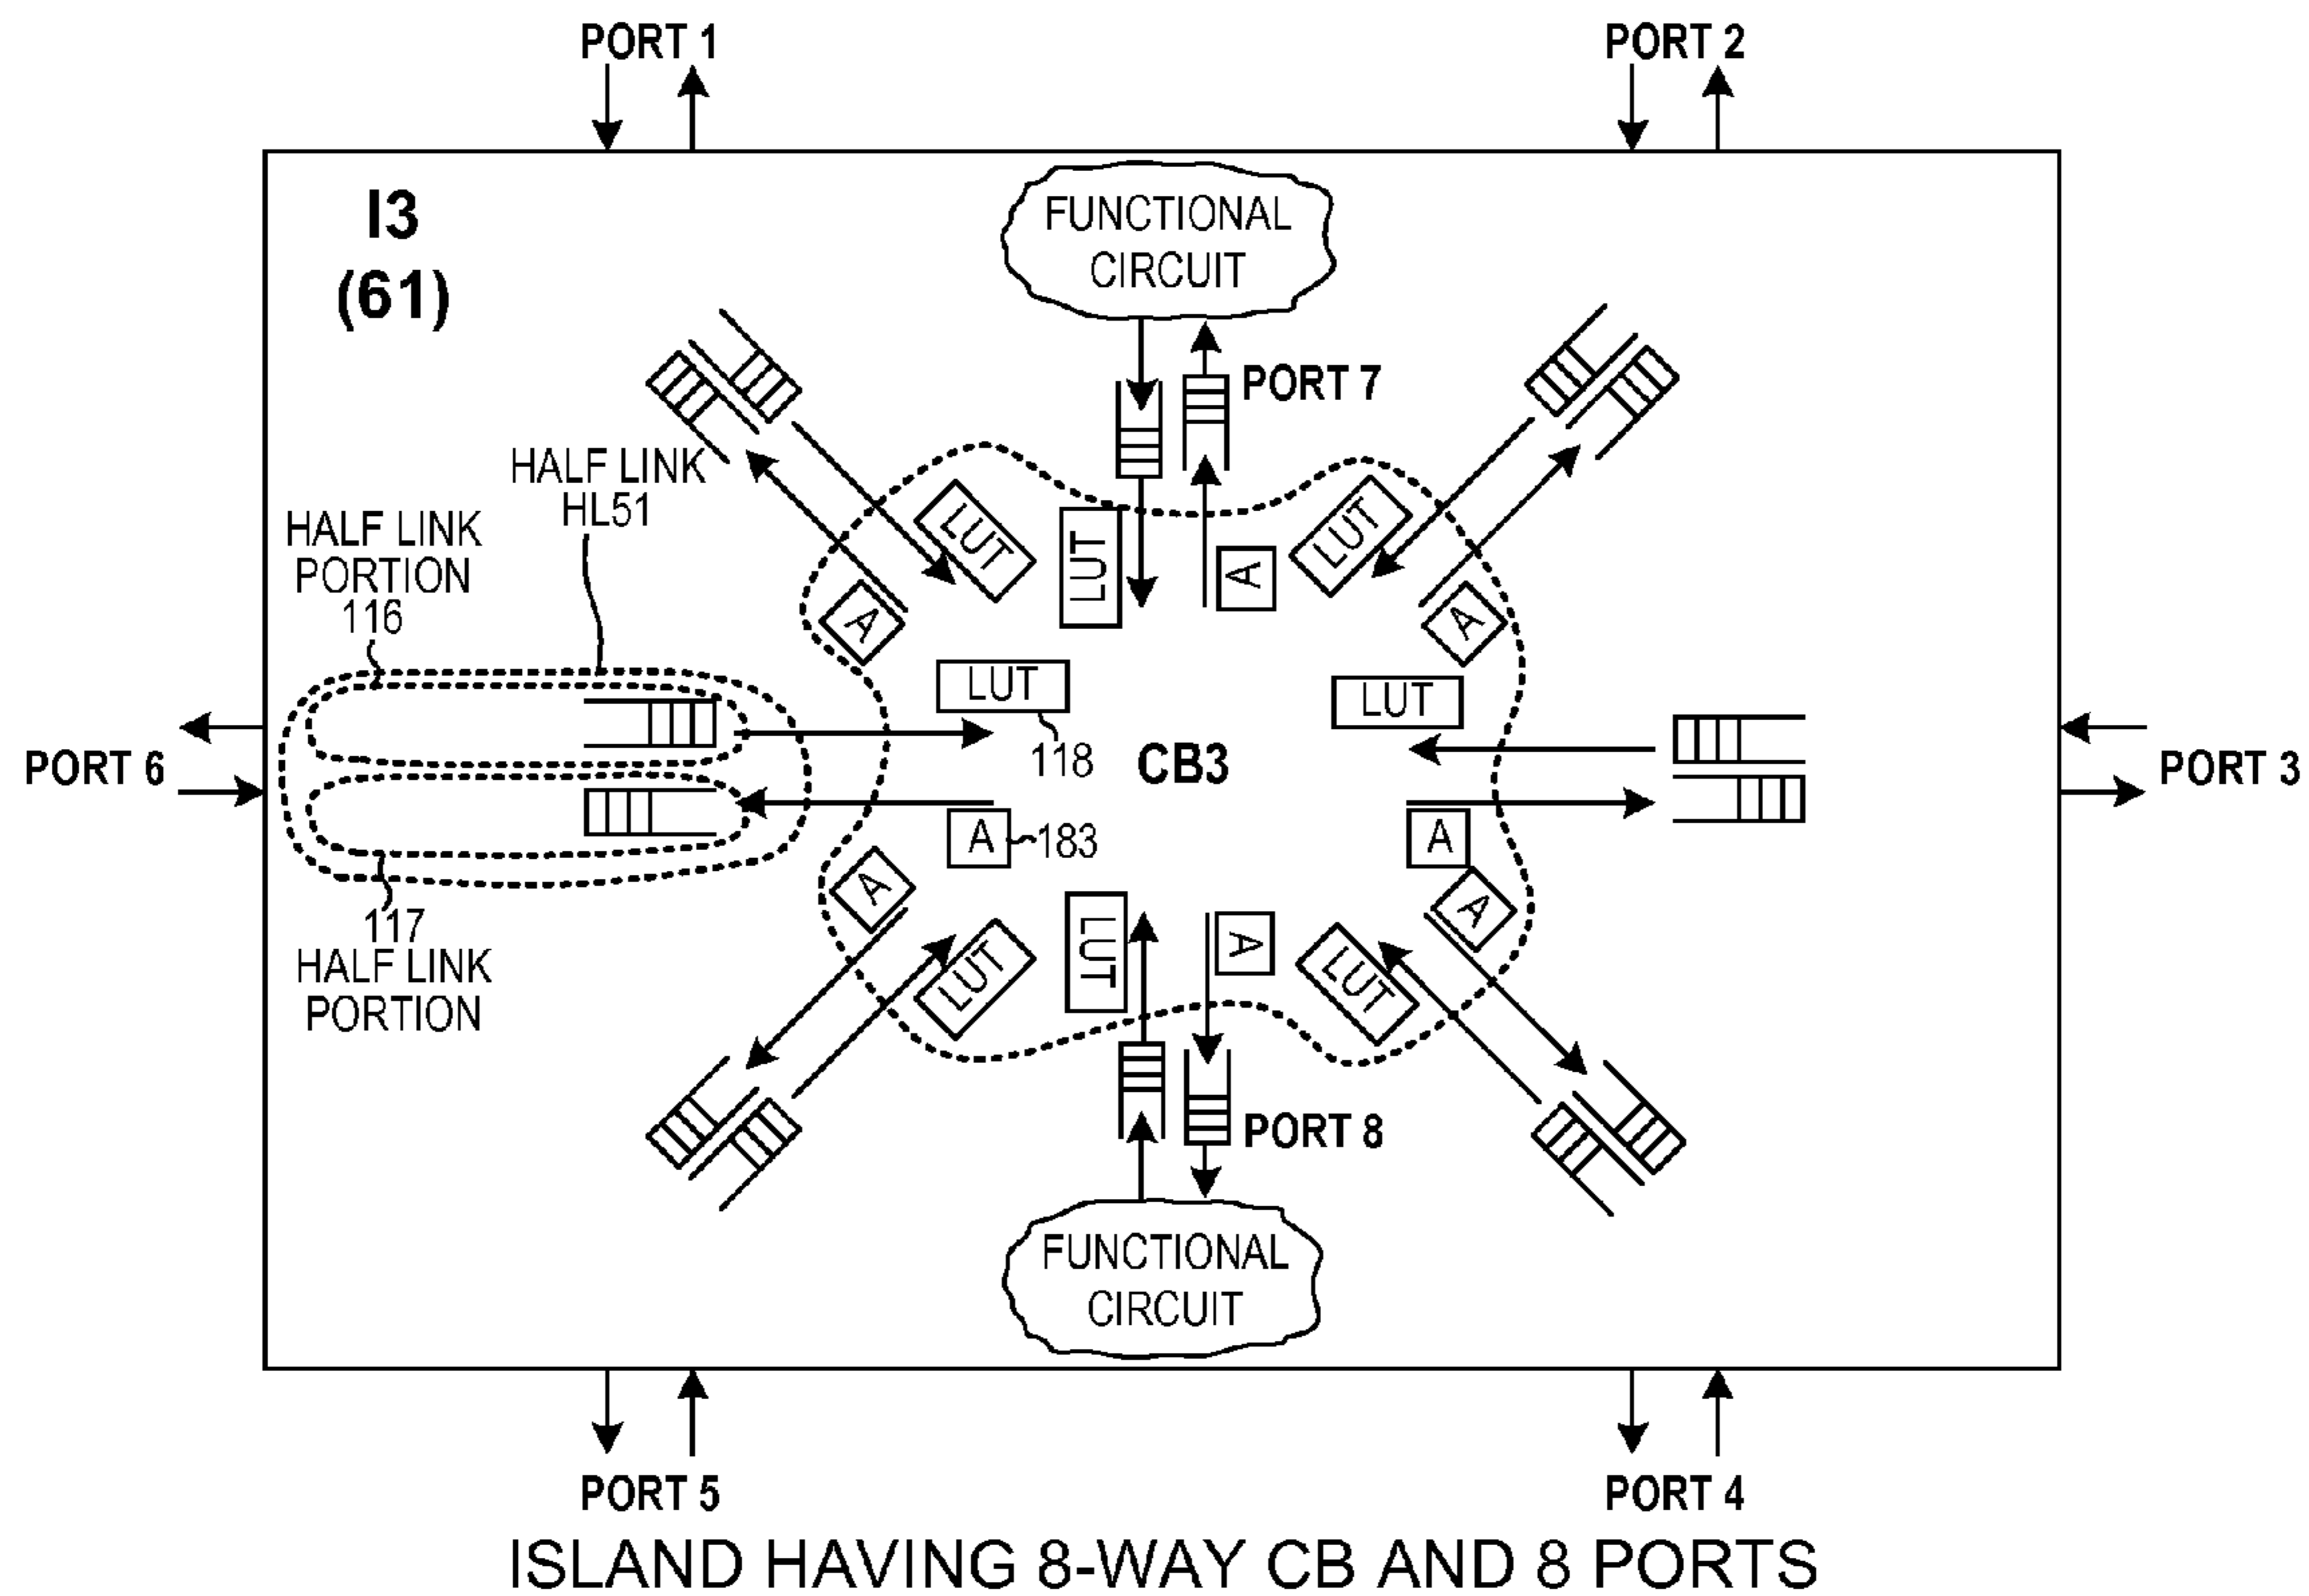 PORT 1
PORT 2
I3
(61)
FUNCTIONAL
CIRCUIT
PORT 7
HALF LINK
HL51
HALF LINK
PORTION
116
LUT
LUT
A
LUT
A
A
LUT
118
LUT
CB3
PORT 6
PORT 3
A
183
A
A
A
117
HALF LINK
PORTION
LUT
LUT
A
LUT
PORT 8
FUNCTIONAL
CIRCUIT
PORT 5
PORT 4
ISLAND HAVING 8-WAY CB AND 8 PORTS